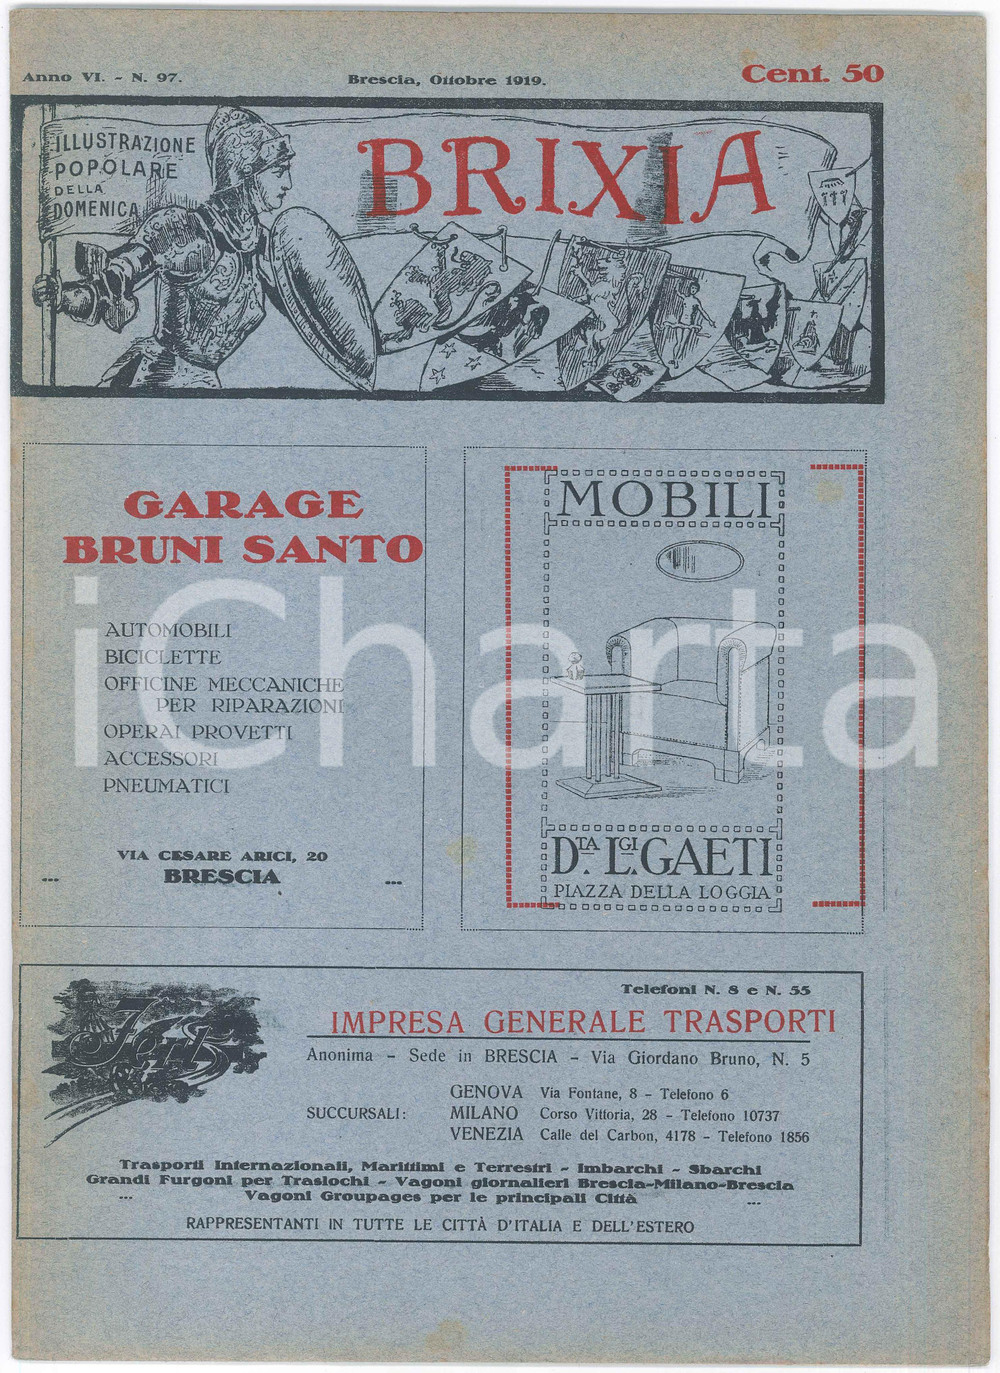 Anno VI. - N. 97.
Brescia, Ottobre 1919.
Cent. 50
ILLUSTRAZIONE
POPOLARE
DELLA
DOMENICA
BRIXIA
GARAGE
BRUNI SANTO
AUTOMOBILI
BICICLETTE
OFFICINE MECCANICHE
PER RIPARAZIONI
OPERAI PROVETTI
ACCESSORI
PNEUMATICI
VIA CESARE ARICI, 20
BRESCIA
MOBILI
DTA. LGI. GAETI
PIAZZA DELLA LOGGIA
iCharta
Telefoni N. 8 e N. 55
IMPRESA GENERALE TRASPORTI
Anonima - Sede in BRESCIA - Via Giordano Bruno, N. 5
SUCCURSALI:
GENOVA Via Fontane, 8 - Telefono 6
MILANO Corso Vittoria, 28 - Telefono 10737
VENEZIA Calle del Carbon, 4178 - Telefono 1856
Trasporti Internazionali, Marittimi e Terrestri - Imbarchi - Sbarchi
Grandi Furgoni per Traslochi - Vagoni giornalieri Brescia-Milano-Brescia
Vagoni Groupages per le principali Città
RAPPRESENTANTI IN TUTTE LE CITTÀ D'ITALIA E DELL'ESTERO